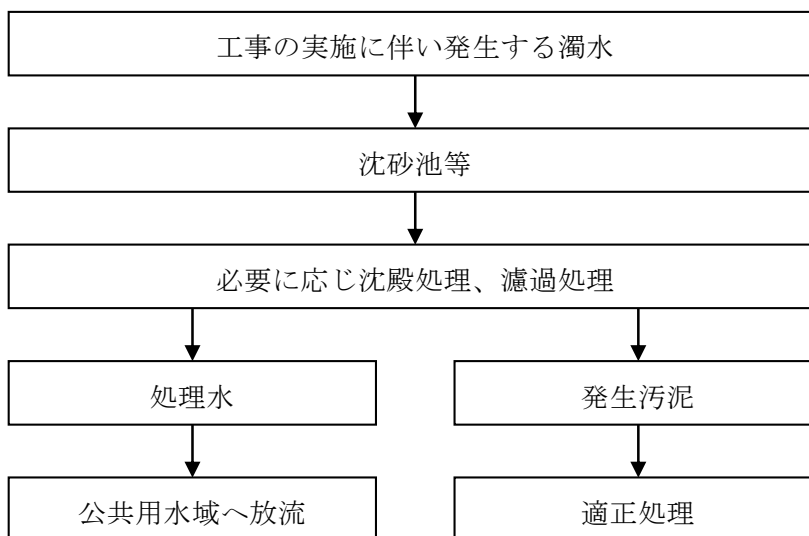 工事の実施に伴い発生する濁水
沈砂池等
必要に応じ沈殿処理、濾過処理
処理水
発生汚泥
公共用水域へ放流
適正処理